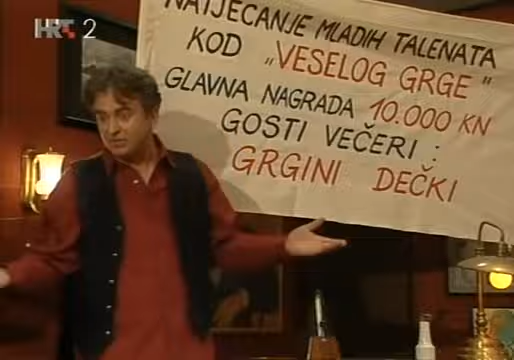 HRT 2
NATJECANJE MLADIH TALENATA
KOD „VESELOG GRGE"
GLAVNA NAGRADA 10.000 KN
GOSTI VEČERI :
GRGINI DEČKI